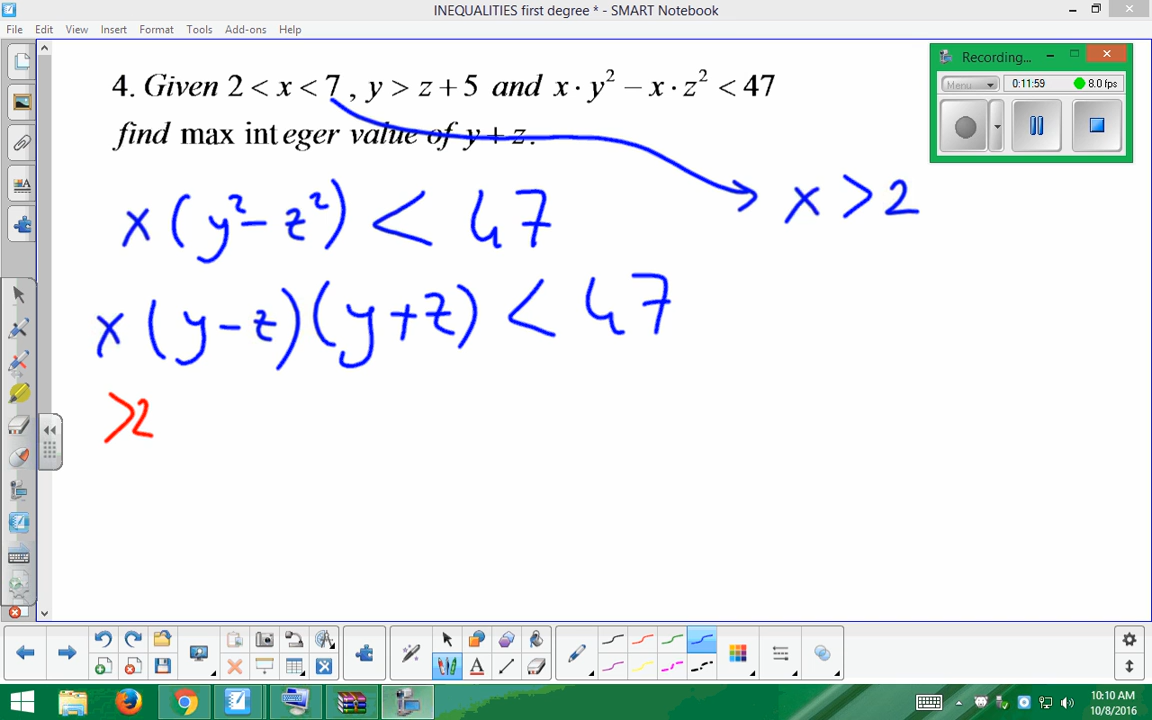 INEQUALITIES first degree * - SMART Notebook
File Edit View Insert Format Tools Add-ons Help
Recording...
Menu
0:11:59
8.0 fps
4. Given 2 < x < 7 , y > z + 5 and x · y² − x · z² < 47
find max int eger value of y + z.
x > 2
x (y² − z²) < 47
x (y − z)(y + z) < 47
>2
10:10 AM
10/8/2016